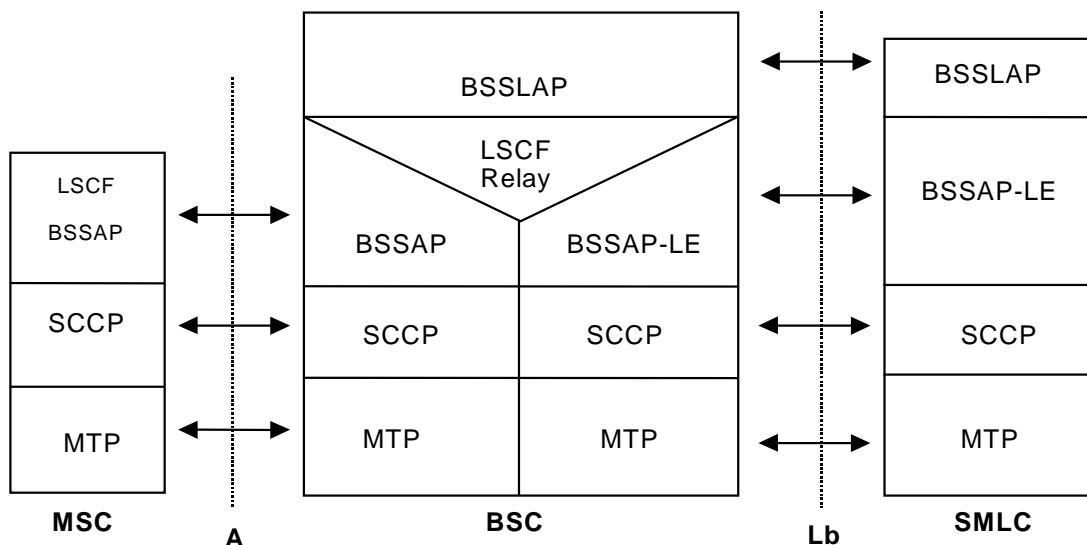 LSCF
BSSAP
SCCP
MTP
MSC
A
BSSLAP
LSCF
Relay
BSSAP
BSSAP-LE
SCCP
SCCP
MTP
MTP
BSC
Lb
BSSLAP
BSSAP-LE
SCCP
MTP
SMLC